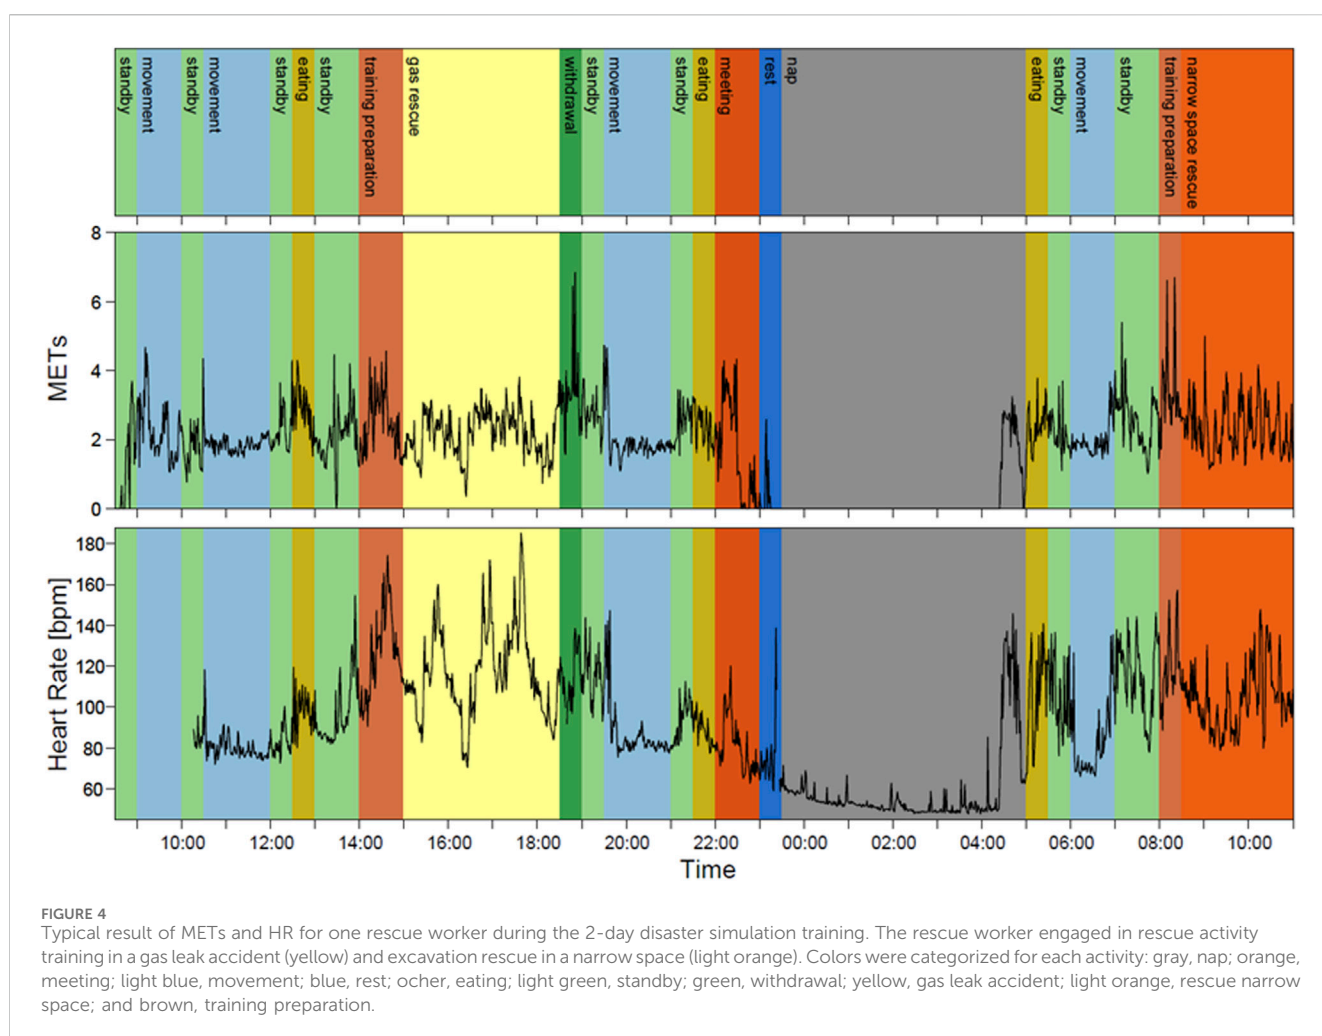 standby
movement
standby
movement
standby
eating
standby
training preparation
gas rescue
withdrawal
standby
movement
standby
eating
meeting
rest
nap
eating
standby
movement
standby
training preparation
narrow space rescue
METs
8
6
4
2
0
Heart Rate [bpm]
180
160
140
120
100
80
60
10:00 12:00 14:00 16:00 18:00 20:00 22:00 00:00 02:00 04:00 06:00 08:00 10:00
Time
FIGURE 4
Typical result of METs and HR for one rescue worker during the 2-day disaster simulation training. The rescue worker engaged in rescue activity
training in a gas leak accident (yellow) and excavation rescue in a narrow space (light orange). Colors were categorized for each activity: gray, nap; orange,
meeting; light blue, movement; blue, rest; ocher, eating; light green, standby; green, withdrawal; yellow, gas leak accident; light orange, rescue narrow
space; and brown, training preparation.